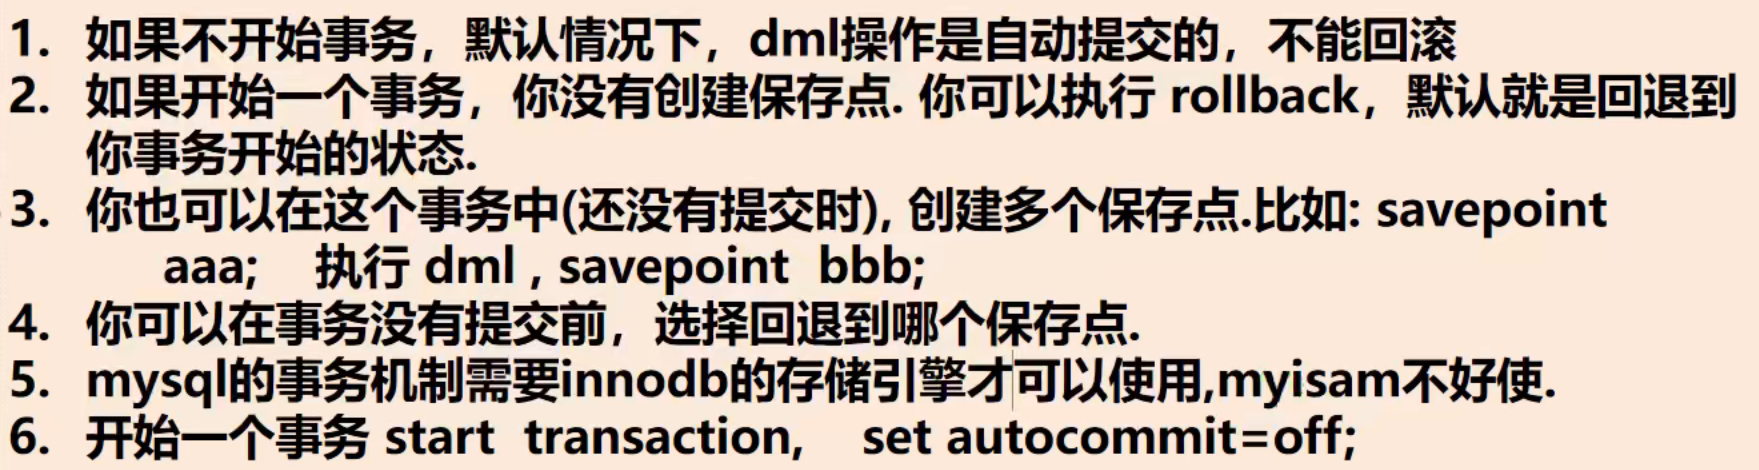 1. 如果不开始事务，默认情况下，dml操作是自动提交的，不能回滚
2. 如果开始一个事务，你没有创建保存点. 你可以执行 rollback，默认就是回退到
你事务开始的状态.
3. 你也可以在这个事务中(还没有提交时), 创建多个保存点.比如: savepoint
aaa; 执行 dml , savepoint bbb;
4. 你可以在事务没有提交前，选择回退到哪个保存点.
5. mysql的事务机制需要innodb的存储引擎才可以使用,myisam不好使.
6. 开始一个事务 start transaction, set autocommit=off;